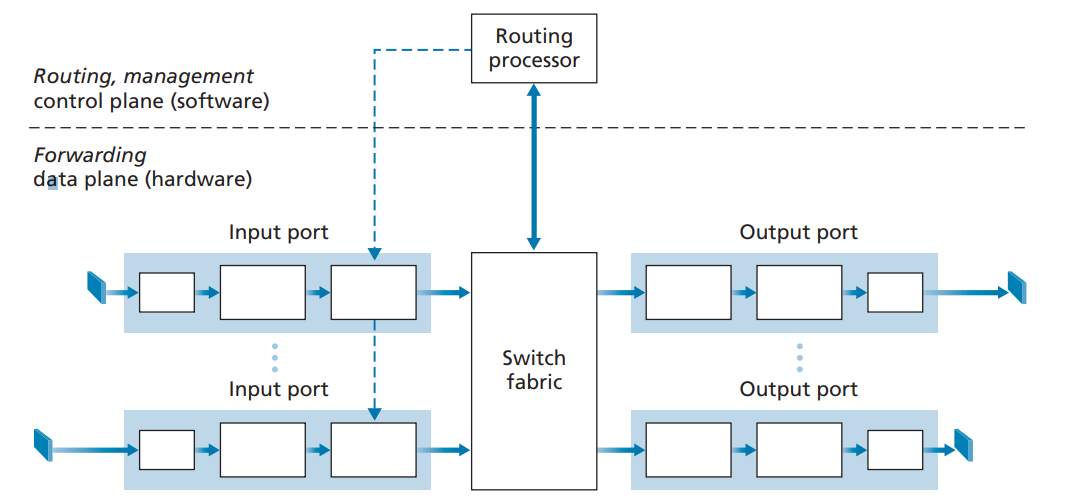 Routing
processor
Routing, management
control plane (software)
Forwarding
data plane (hardware)
Input port
Output port
Switch
fabric
Input port
Output port